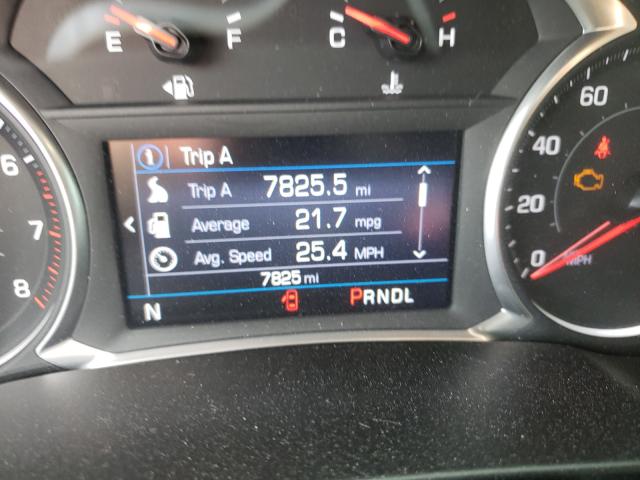 E F C H
Trip A
Trip A 7825.5 mi
Average 21.7 mpg
Avg. Speed 25.4 MPH
7825 mi
N PRNDL
6
7
8
60
40
20
0
MPH